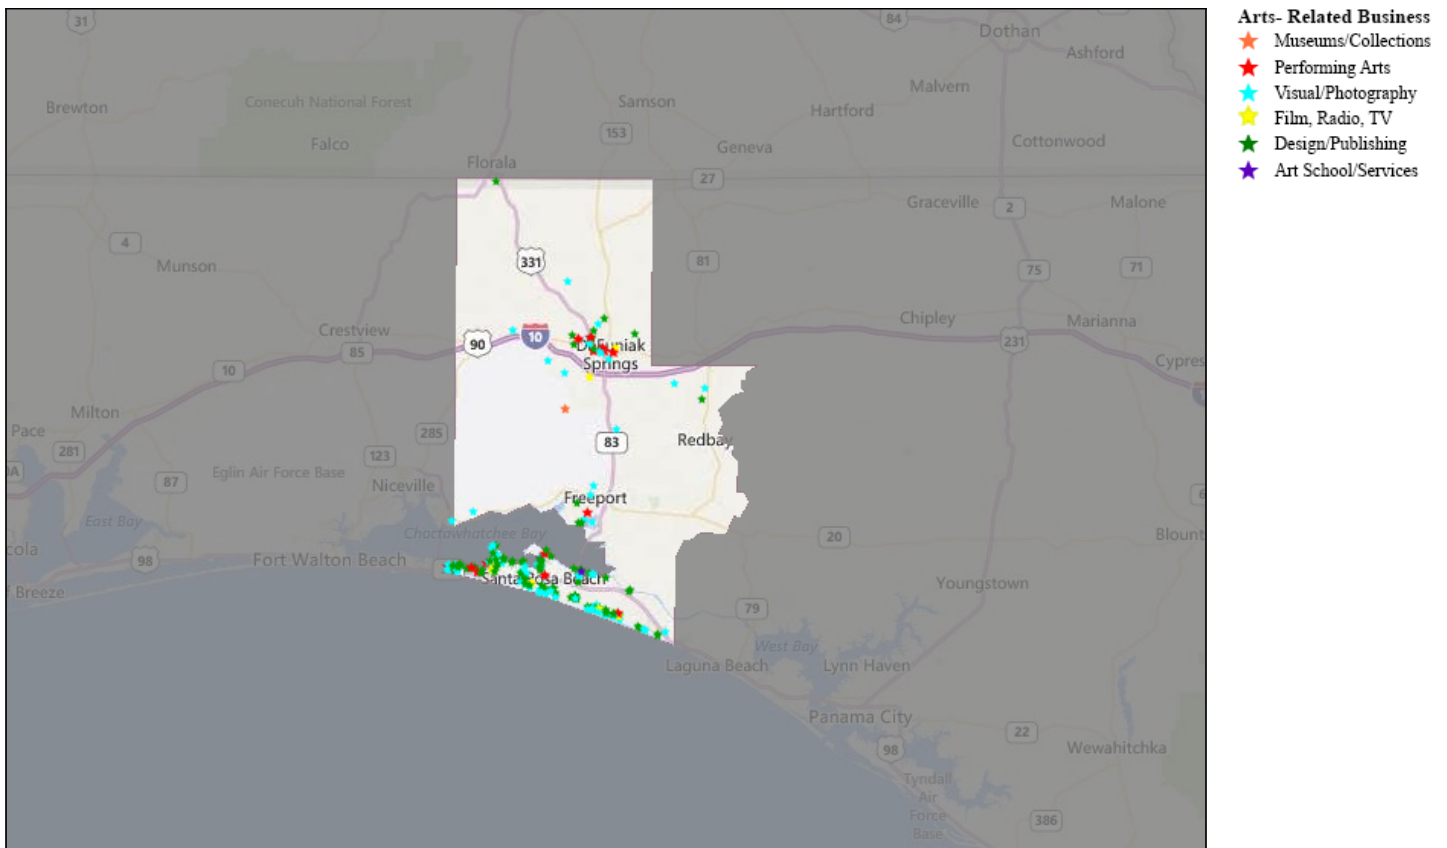 Arts- Related Business
Museums/Collections
Performing Arts
Visual/Photography
Film, Radio, TV
Design/Publishing
Art School/Services
31
84
Dothan
Ashford
Malvern
Brewton
Conecuh National Forest
Samson
Hartford
153
Falco
Cottonwood
Geneva
Florala
27
Graceville
2
Malone
4
Munson
331
81
75
71
Crestview
Chipley
Marianna
90
10
DeFuniak
Springs
85
231
Cypres
10
Milton
Pace
285
83
Redbay
281
123
Eglin Air Force Base
87
Niceville
Freeport
East Bay
Choctawhatchee Bay
20
Blount
cola
98
Fort Walton Beach
Santa Rosa Beach
Youngstown
Breeze
79
West Bay
Laguna Beach
Lynn Haven
Panama City
22
98
Wewahitchka
Tyndall
Air
Force
Base
386